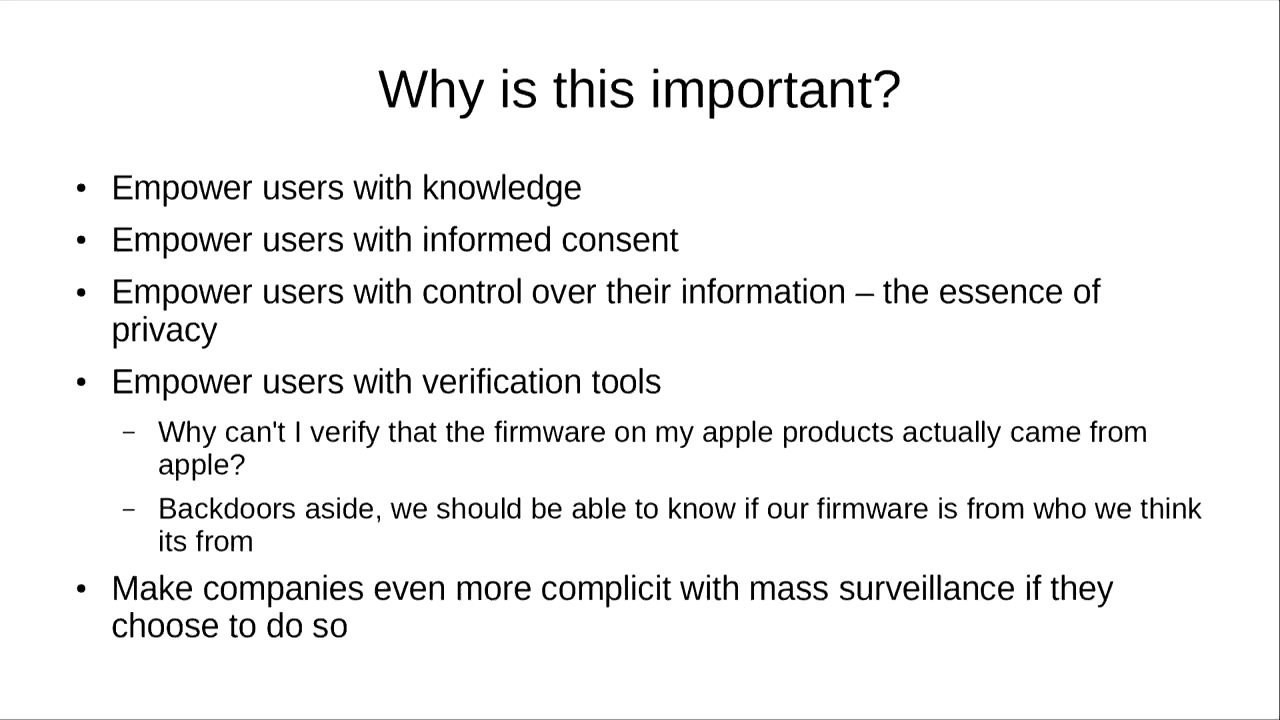 Why is this important?
• Empower users with knowledge
• Empower users with informed consent
• Empower users with control over their information – the essence of
privacy
• Empower users with verification tools
– Why can't I verify that the firmware on my apple products actually came from
apple?
– Backdoors aside, we should be able to know if our firmware is from who we think
its from
• Make companies even more complicit with mass surveillance if they
choose to do so